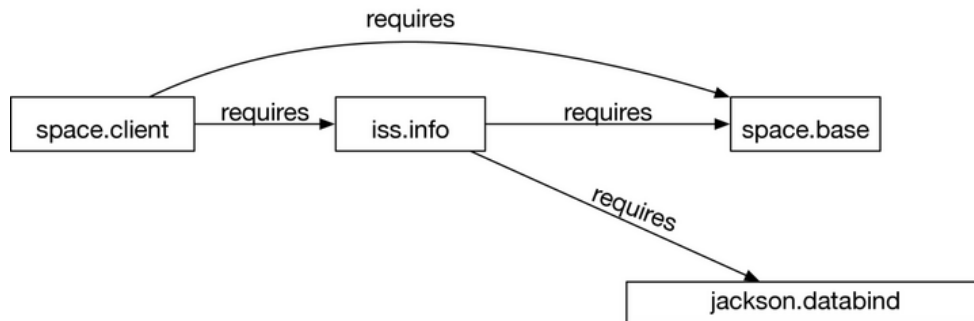 requires
space.client
requires
iss.info
requires
space.base
requires
jackson.databind